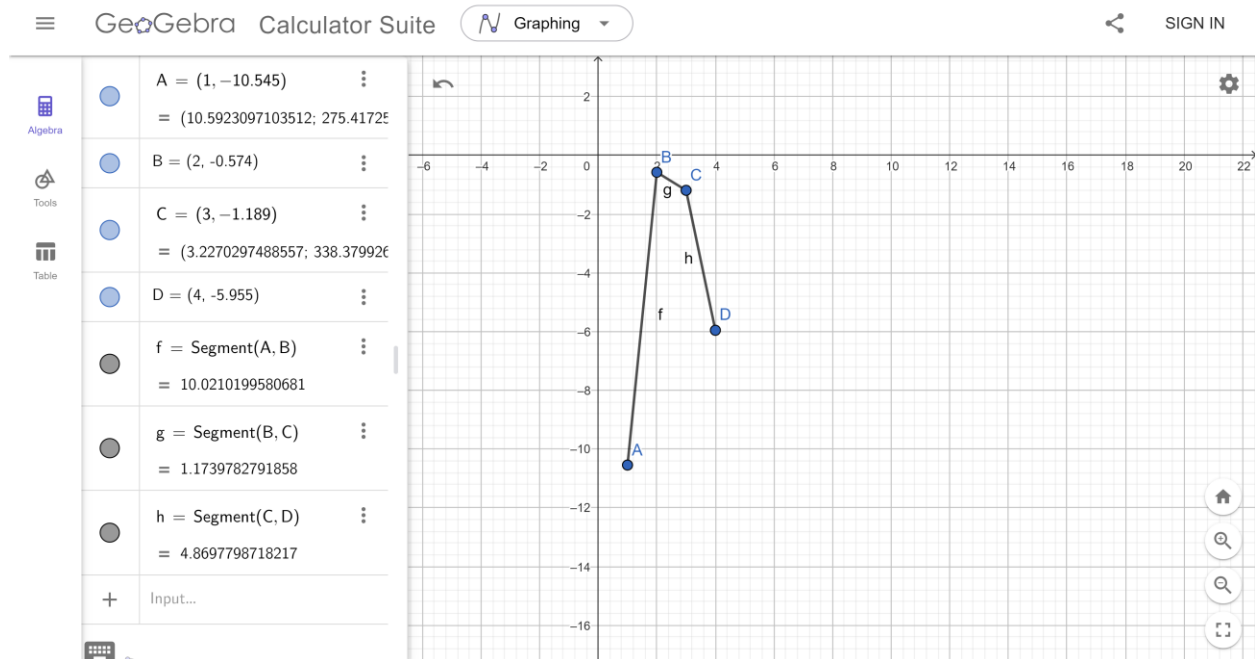 GeoGebra Calculator Suite Graphing SIGN IN
Algebra
Tools
Table
A = (1, −10.545)
= (10.5923097103512; 275.41725
B = (2, -0.574)
C = (3, −1.189)
= (3.2270297488557; 338.379926
D = (4, -5.955)
f = Segment(A, B)
= 10.0210199580681
g = Segment(B, C)
= 1.1739782791858
h = Segment(C, D)
= 4.8697798718217
+ Input...
2
−6 −4 −2 0 2 4 6 8 10 12 14 16 18 20 22
−2
−4
−6
−8
−10
−12
−14
−16
B
C
g
h
f
D
A